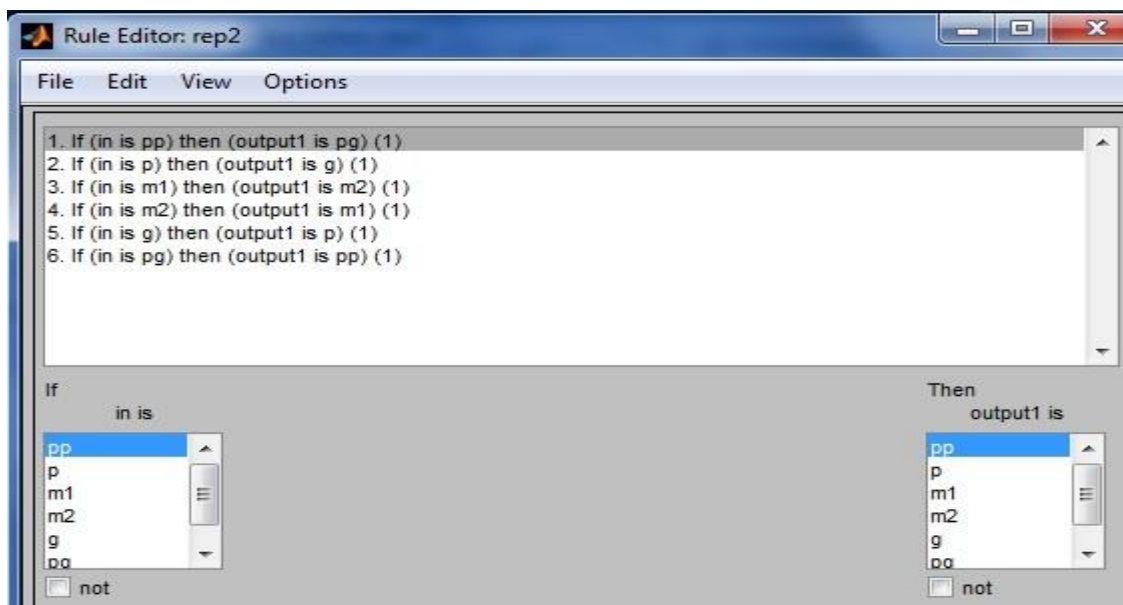 Rule Editor: rep2
File Edit View Options
1. If (in is pp) then (output1 is pg) (1)
2. If (in is p) then (output1 is g) (1)
3. If (in is m1) then (output1 is m2) (1)
4. If (in is m2) then (output1 is m1) (1)
5. If (in is g) then (output1 is p) (1)
6. If (in is pg) then (output1 is pp) (1)
If
in is
pp
p
m1
m2
g
pg
not
Then
output1 is
pp
p
m1
m2
g
pg
not